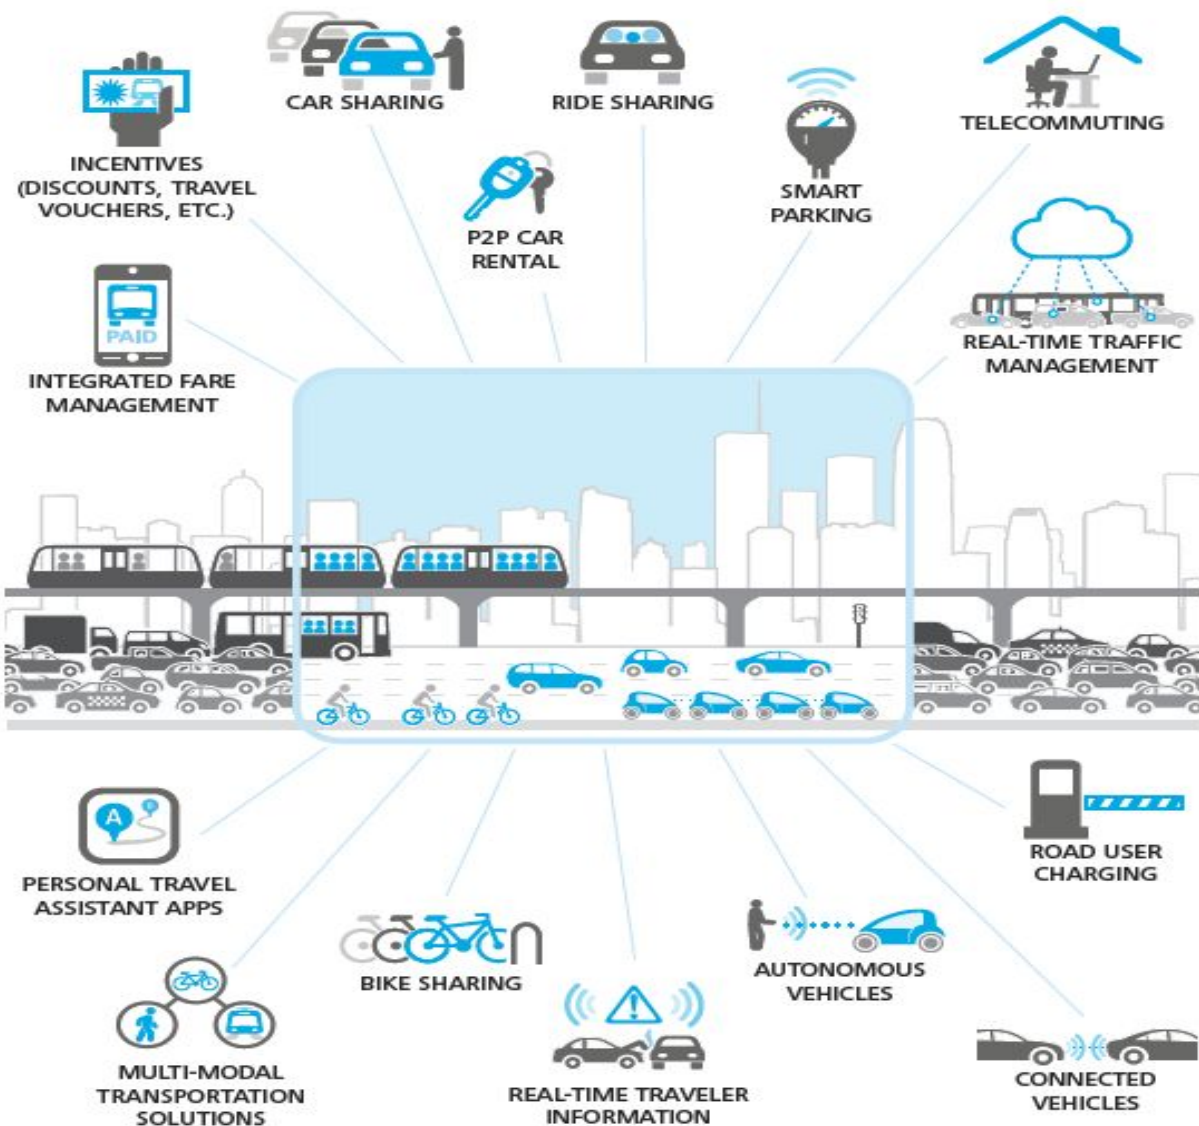 CAR SHARING
RIDE SHARING
TELECOMMUTING
INCENTIVES
(DISCOUNTS, TRAVEL
VOUCHERS, ETC.)
P2P CAR
RENTAL
SMART
PARKING
PAID
INTEGRATED FARE
MANAGEMENT
REAL-TIME TRAFFIC
MANAGEMENT
A
B
PERSONAL TRAVEL
ASSISTANT APPS
ROAD USER
CHARGING
BIKE SHARING
AUTONOMOUS
VEHICLES
MULTI-MODAL
TRANSPORTATION
SOLUTIONS
REAL-TIME TRAVELER
INFORMATION
CONNECTED
VEHICLES